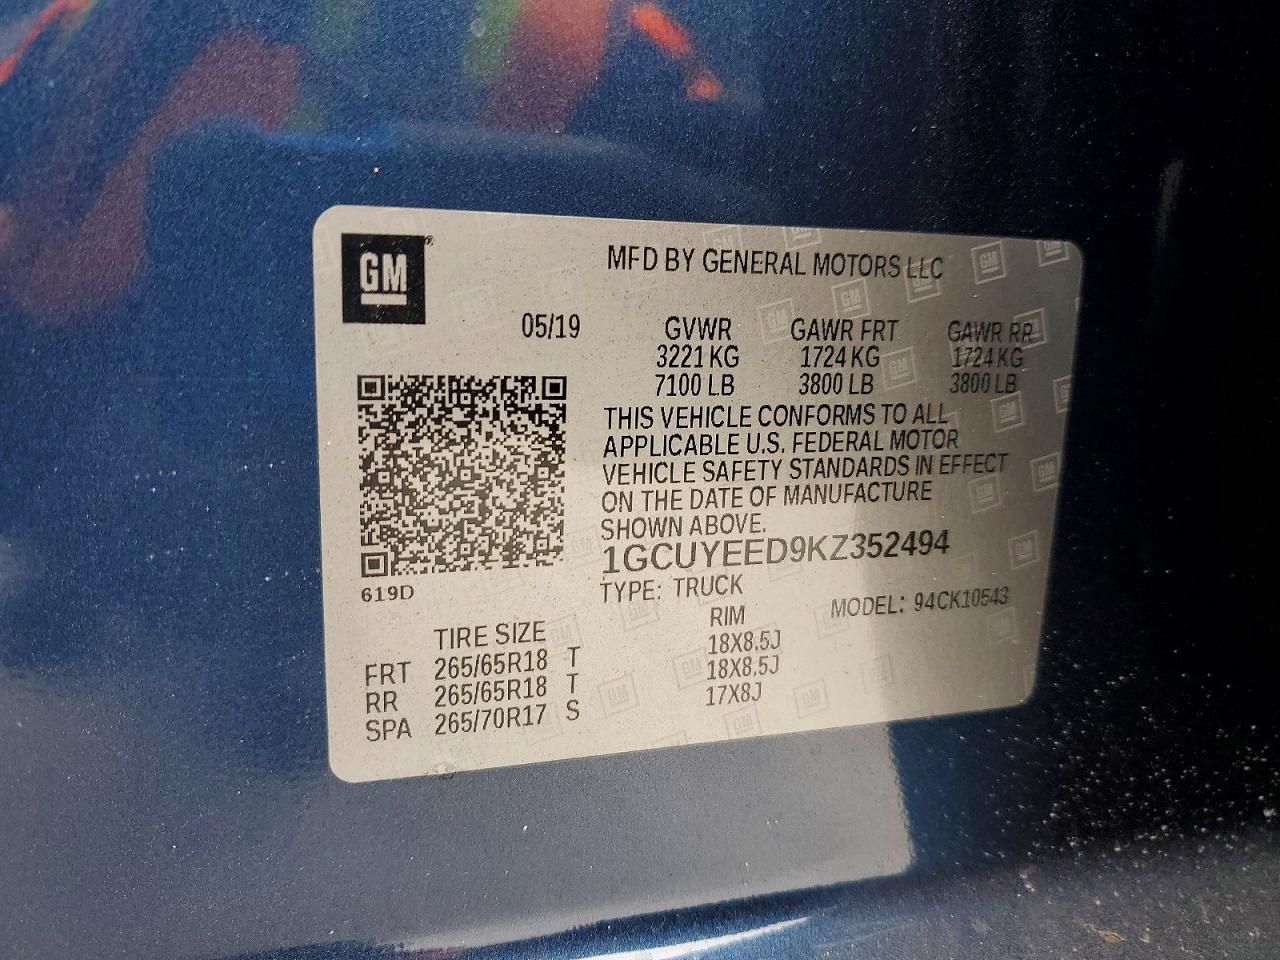 GM
MFD BY GENERAL MOTORS LLC
05/19 GVWR GAWR FRT GAWR RR
3221 KG 1724 KG 1724 KG
7100 LB 3800 LB 3800 LB
THIS VEHICLE CONFORMS TO ALL
APPLICABLE U.S. FEDERAL MOTOR
VEHICLE SAFETY STANDARDS IN EFFECT
ON THE DATE OF MANUFACTURE
SHOWN ABOVE.
1GCUYEED9KZ352494
619D
TYPE: TRUCK MODEL: 94CK10543
TIRE SIZE RIM
FRT 265/65R18 T 18X8.5J
RR 265/65R18 T 18X8.5J
SPA 265/70R17 S 17X8J